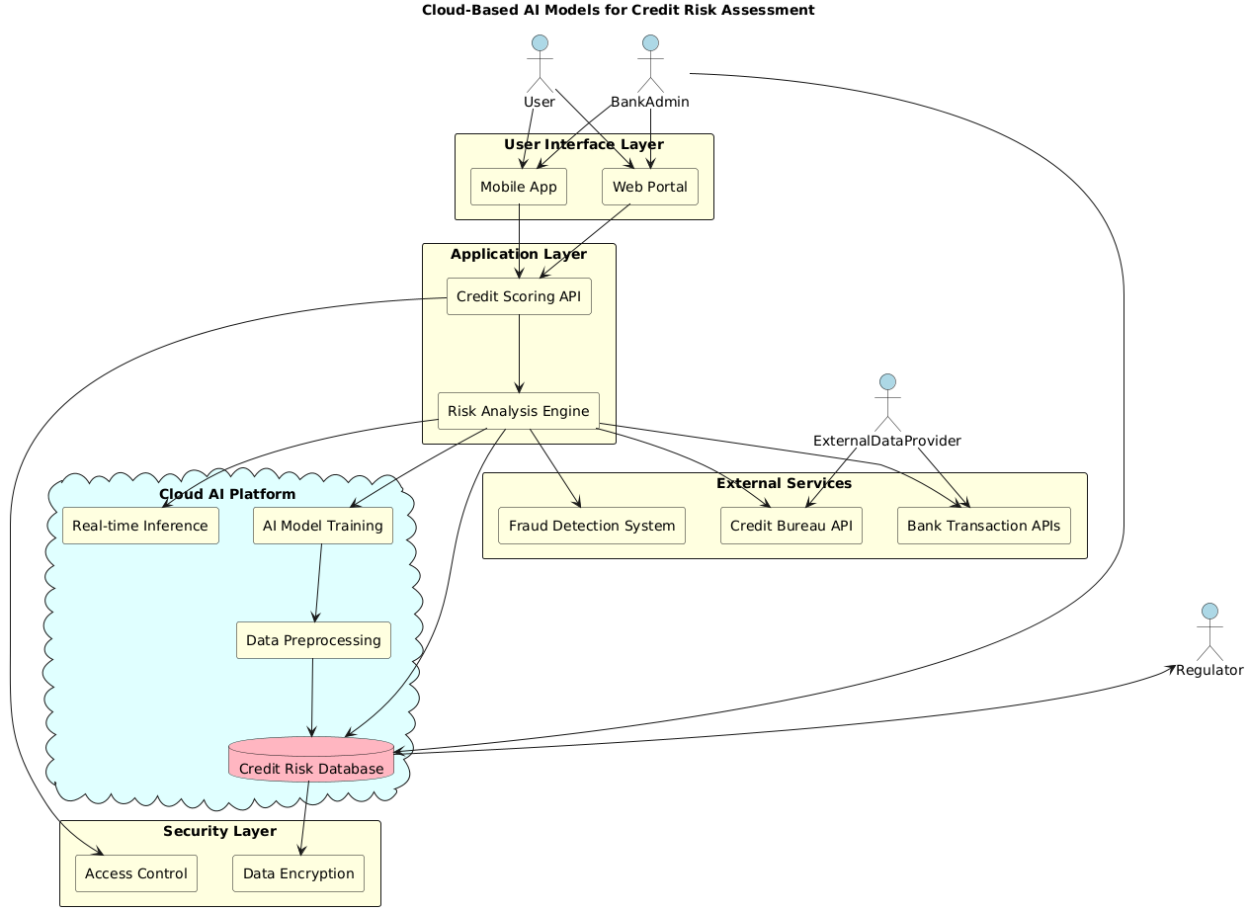 Cloud-Based AI Models for Credit Risk Assessment
User
BankAdmin
User Interface Layer
Mobile App
Web Portal
Application Layer
Credit Scoring API
Risk Analysis Engine
ExternalDataProvider
Cloud AI Platform
Real-time Inference
AI Model Training
External Services
Fraud Detection System
Credit Bureau API
Bank Transaction APIs
Data Preprocessing
Regulator
Credit Risk Database
Security Layer
Access Control
Data Encryption